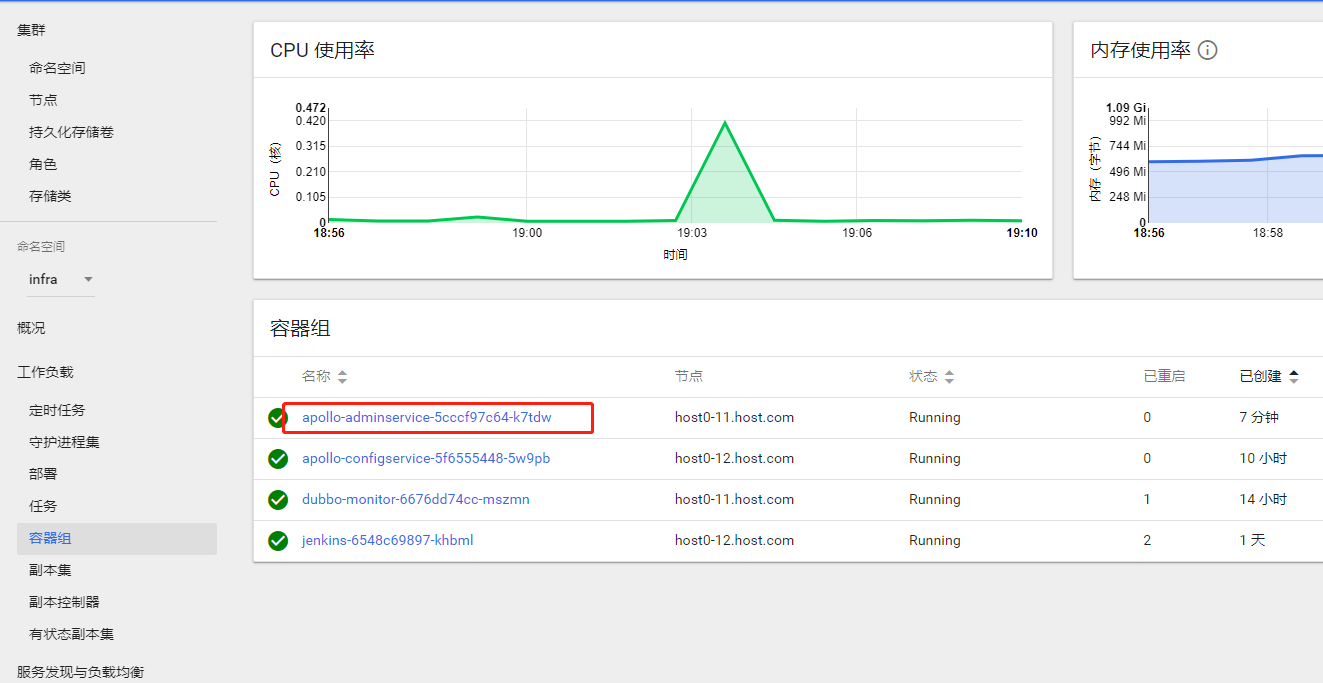 集群
命名空间
节点
持久化存储卷
角色
存储类
命名空间
infra
概况
工作负载
定时任务
守护进程集
部署
任务
容器组
副本集
副本控制器
有状态副本集
服务发现与负载均衡
CPU 使用率
CPU（核）
0.472
0.420
0.315
0.210
0.105
0
18:56
19:00
19:03
19:06
19:10
时间
内存使用率
内存（字节）
1.09 Gi
992 Mi
744 Mi
496 Mi
248 Mi
0
18:56
18:58
容器组
名称 节点 状态 已重启 已创建
apollo-adminservice-5cccf97c64-k7tdw host0-11.host.com Running 0 7 分钟
apollo-configservice-5f6555448-5w9pb host0-12.host.com Running 0 10 小时
dubbo-monitor-6676dd74cc-mszmn host0-11.host.com Running 1 14 小时
jenkins-6548c69897-khbml host0-12.host.com Running 2 1 天